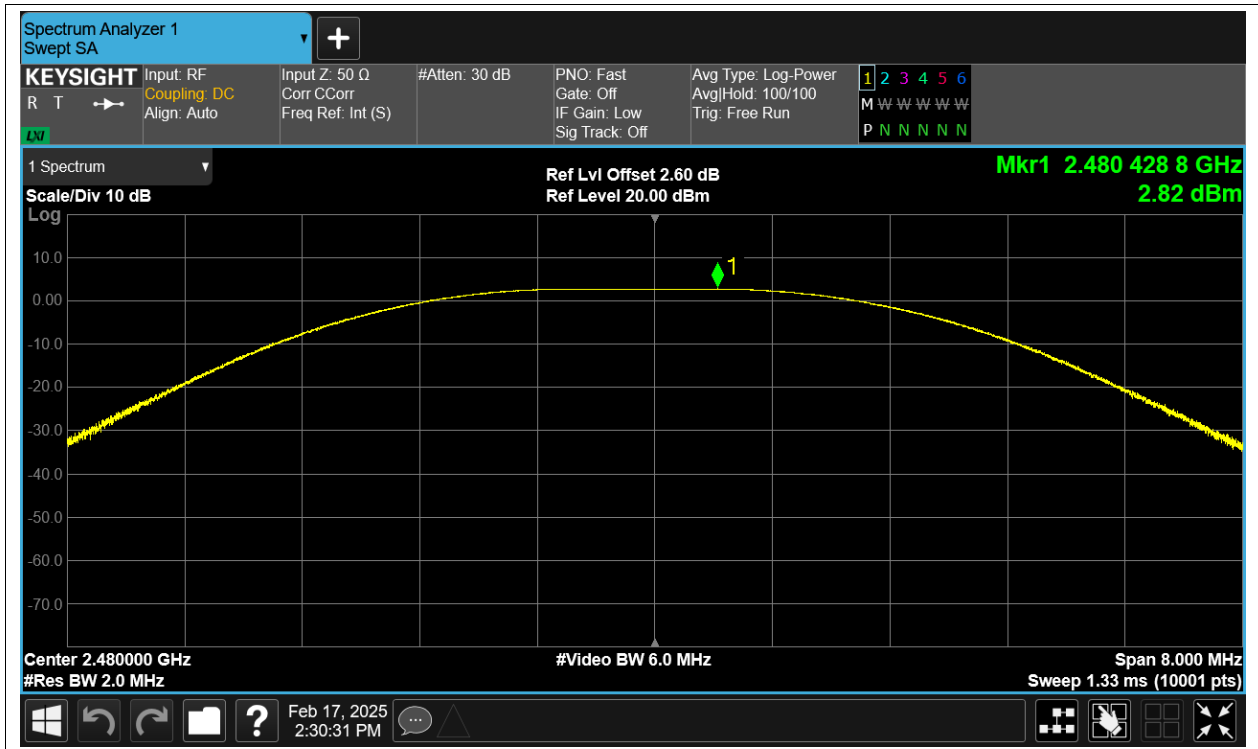 Spectrum Analyzer 1
Swept SA
KEYSIGHT
R T
LXI
Input: RF
Coupling: DC
Align: Auto
Input Z: 50 Ω
Corr CCorr
Freq Ref: Int (S)
#Atten: 30 dB
PNO: Fast
Gate: Off
IF Gain: Low
Sig Track: Off
Avg Type: Log-Power
Avg|Hold: 100/100
Trig: Free Run
1 2 3 4 5 6
M W W W W W
P N N N N N
1 Spectrum
Scale/Div 10 dB
Ref Lvl Offset 2.60 dB
Ref Level 20.00 dBm
Mkr1 2.480 428 8 GHz
2.82 dBm
Log
10.0
0.00
-10.0
-20.0
-30.0
-40.0
-50.0
-60.0
-70.0
1
Center 2.480000 GHz
#Res BW 2.0 MHz
#Video BW 6.0 MHz
Span 8.000 MHz
Sweep 1.33 ms (10001 pts)
?
Feb 17, 2025
2:30:31 PM